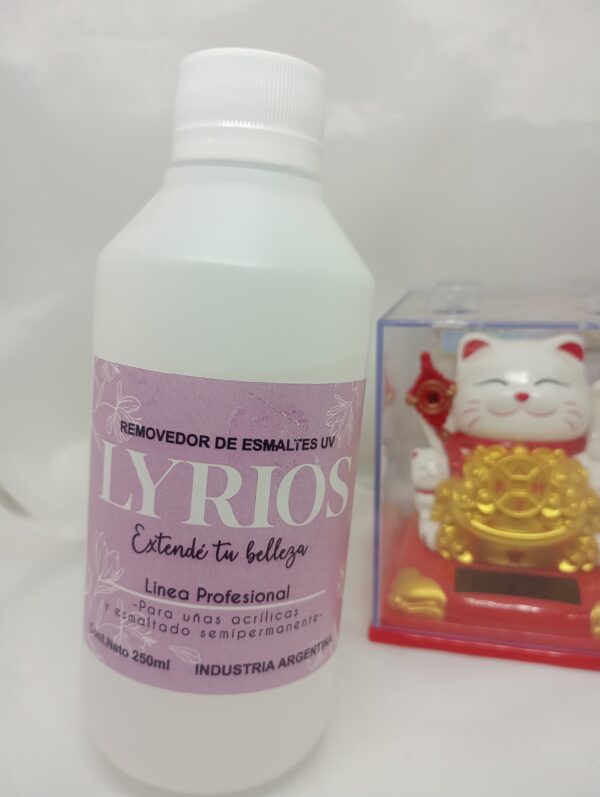 REMOVEDOR DE ESMALTES UV
LYRIOS
Extendé tu belleza
Linea Profesional
-Para uñas acrílicas
y esmaltado semipermanente-
Cont.Neto 250ml INDUSTRIA ARGENTINA